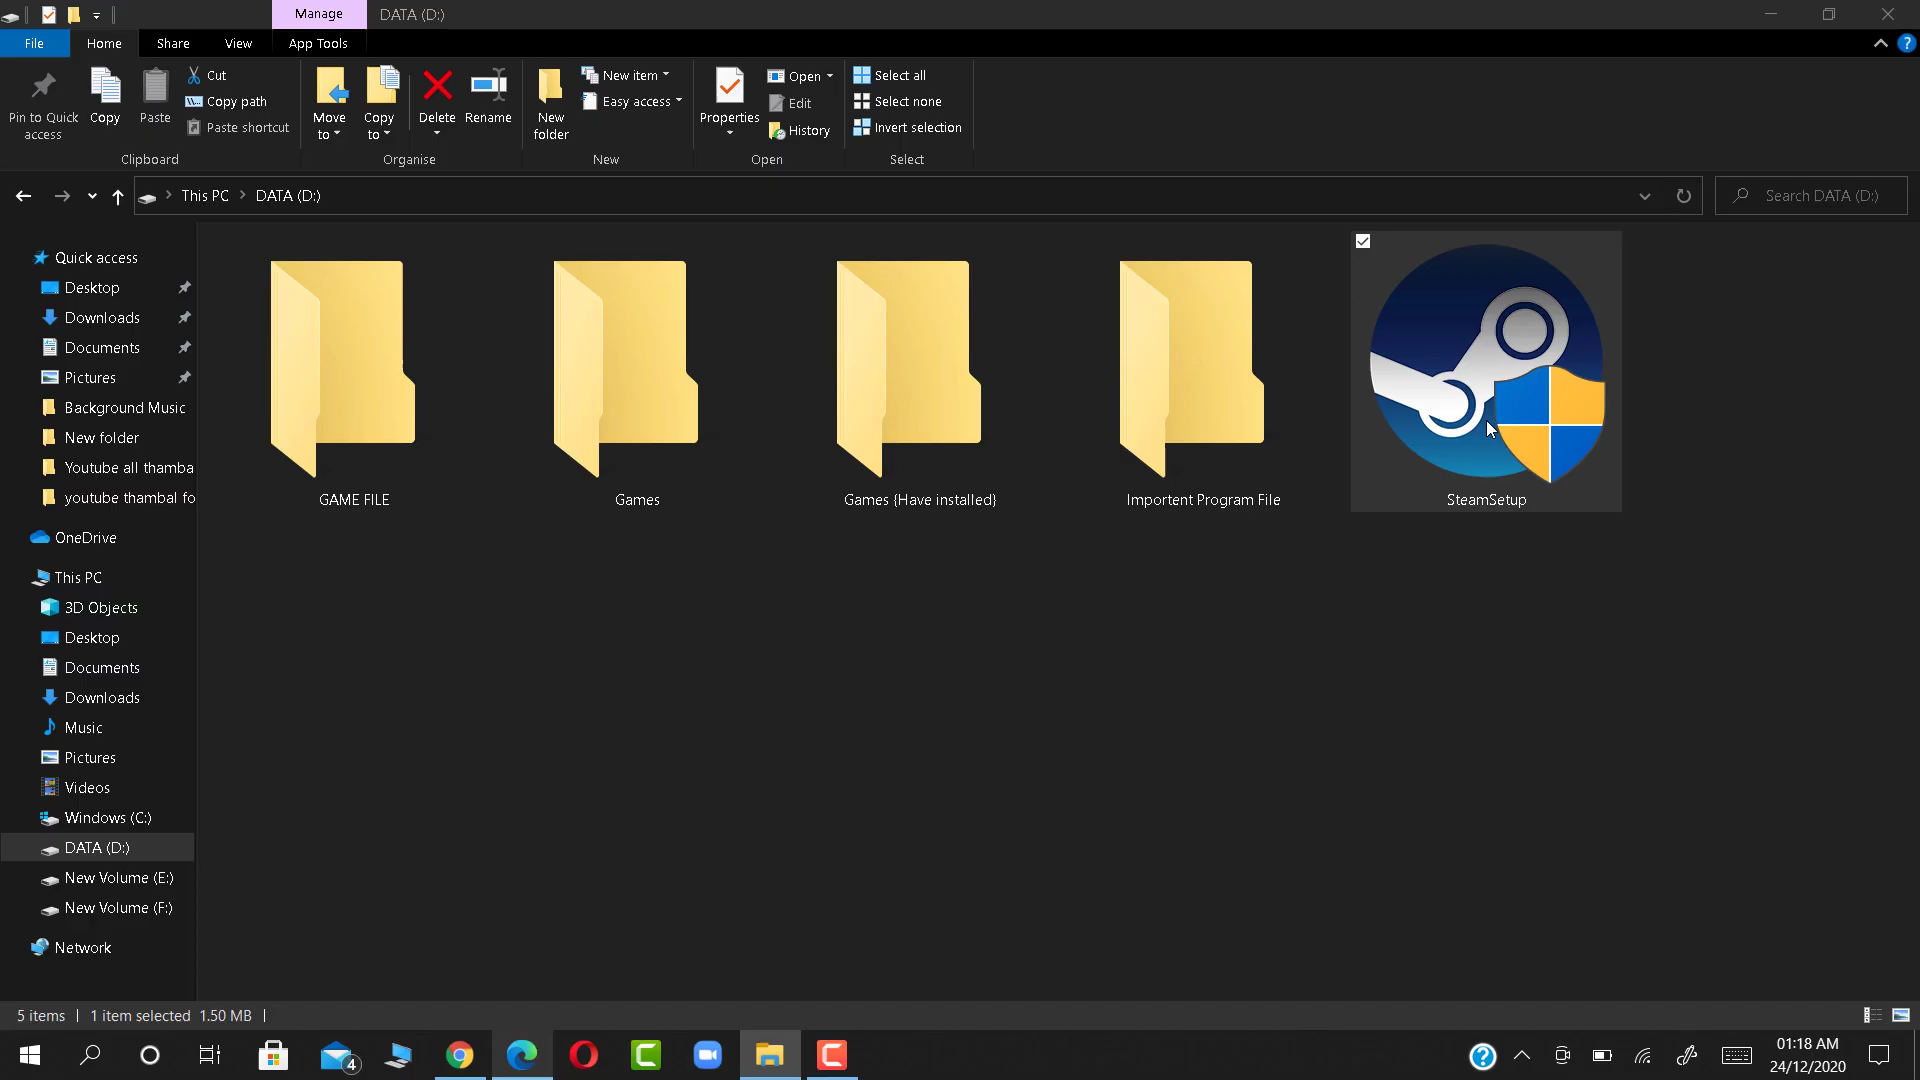 Manage
DATA (D:)
File
Home
Share
View
App Tools
Pin to Quick access
Copy
Paste
Cut
Copy path
Paste shortcut
Clipboard
Move to
Copy to
Delete
Rename
Organise
New folder
New item
Easy access
New
Properties
Open
Edit
History
Open
Select all
Select none
Invert selection
Select
This PC
DATA (D:)
Search DATA (D:)
Quick access
Desktop
Downloads
Documents
Pictures
Background Music
New folder
Youtube all thamba
youtube thambal fo
OneDrive
This PC
3D Objects
Desktop
Documents
Downloads
Music
Pictures
Videos
Windows (C:)
DATA (D:)
New Volume (E:)
New Volume (F:)
Network
GAME FILE
Games
Games {Have installed}
Importent Program File
SteamSetup
5 items
1 item selected 1.50 MB
4
01:18 AM
24/12/2020